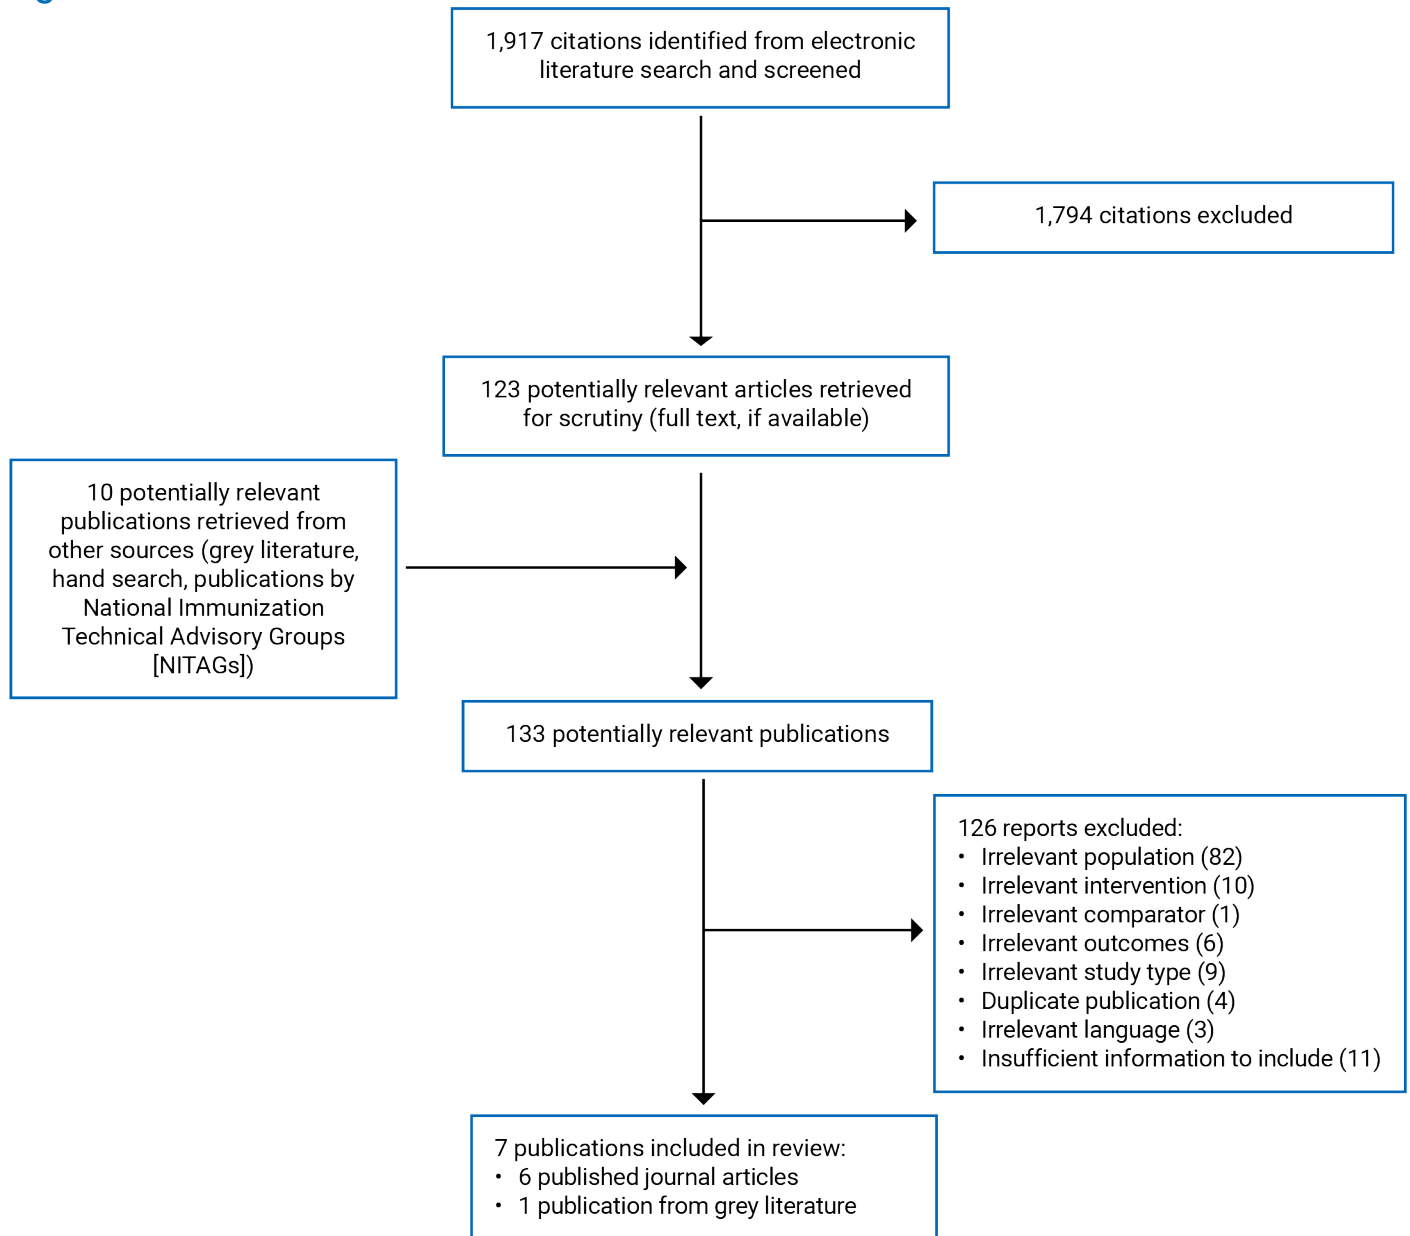 1,917 citations identified from electronic
literature search and screened
1,794 citations excluded
123 potentially relevant articles retrieved
for scrutiny (full text, if available)
10 potentially relevant
publications retrieved from
other sources (grey literature,
hand search, publications by
National Immunization
Technical Advisory Groups
[NITAGs])
133 potentially relevant publications
126 reports excluded:
• Irrelevant population (82)
• Irrelevant intervention (10)
• Irrelevant comparator (1)
• Irrelevant outcomes (6)
• Irrelevant study type (9)
• Duplicate publication (4)
• Irrelevant language (3)
• Insufficient information to include (11)
7 publications included in review:
• 6 published journal articles
• 1 publication from grey literature